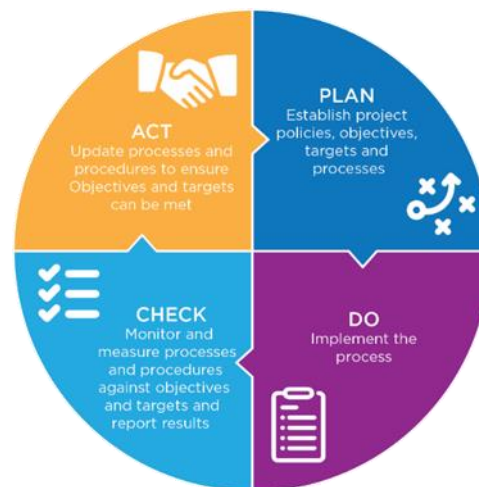 PLAN
Establish project
policies, objectives,
targets and
processes
DO
Implement the
process
CHECK
Monitor and
measure processes
and procedures
against objectives
and targets and
report results
ACT
Update processes and
procedures to ensure
Objectives and targets
can be met